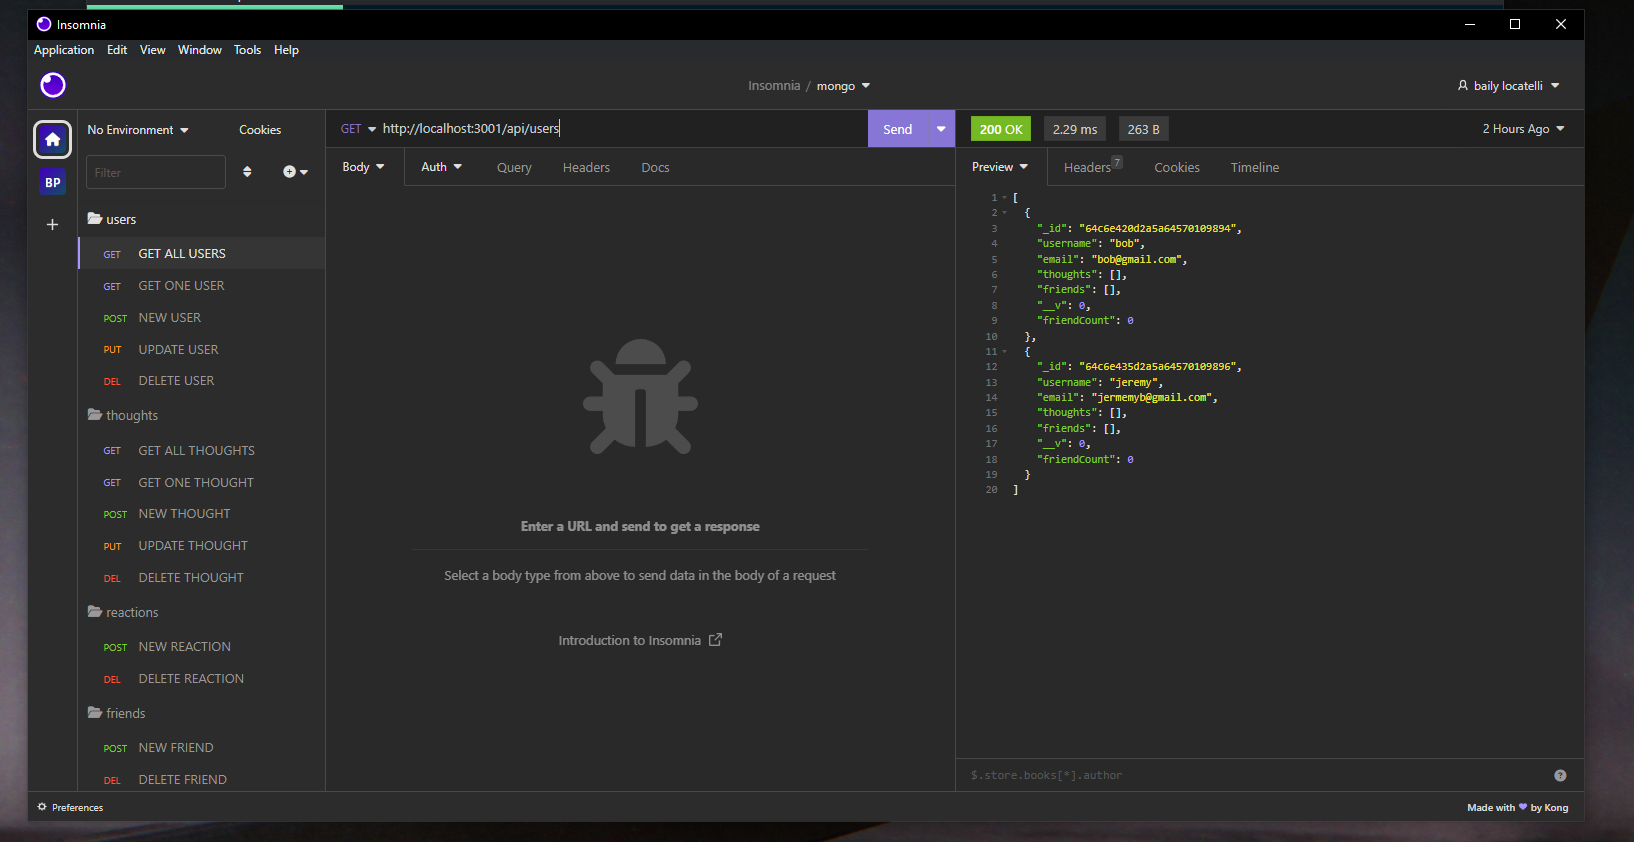 Insomnia
Application Edit View Window Tools Help
Insomnia / mongo
baily locatelli
BP
No Environment Cookies
Filter
users
GET GET ALL USERS
GET GET ONE USER
POST NEW USER
PUT UPDATE USER
DEL DELETE USER
thoughts
GET GET ALL THOUGHTS
GET GET ONE THOUGHT
POST NEW THOUGHT
PUT UPDATE THOUGHT
DEL DELETE THOUGHT
reactions
POST NEW REACTION
DEL DELETE REACTION
friends
POST NEW FRIEND
DEL DELETE FRIEND
GET http://localhost:3001/api/users Send
Body Auth Query Headers Docs
Enter a URL and send to get a response
Select a body type from above to send data in the body of a request
Introduction to Insomnia
200 OK 2.29 ms 263 B 2 Hours Ago
Preview Headers 7 Cookies Timeline
1 [
2 {
3 "_id": "64c6e420d2a5a64570109894",
4 "username": "bob",
5 "email": "bob@gmail.com",
6 "thoughts": [],
7 "friends": [],
8 "__v": 0,
9 "friendCount": 0
10 },
11 {
12 "_id": "64c6e435d2a5a64570109896",
13 "username": "jeremy",
14 "email": "jermemyb@gmail.com",
15 "thoughts": [],
16 "friends": [],
17 "__v": 0,
18 "friendCount": 0
19 }
20 ]
$.store.books[*].author
Preferences
Made with by Kong